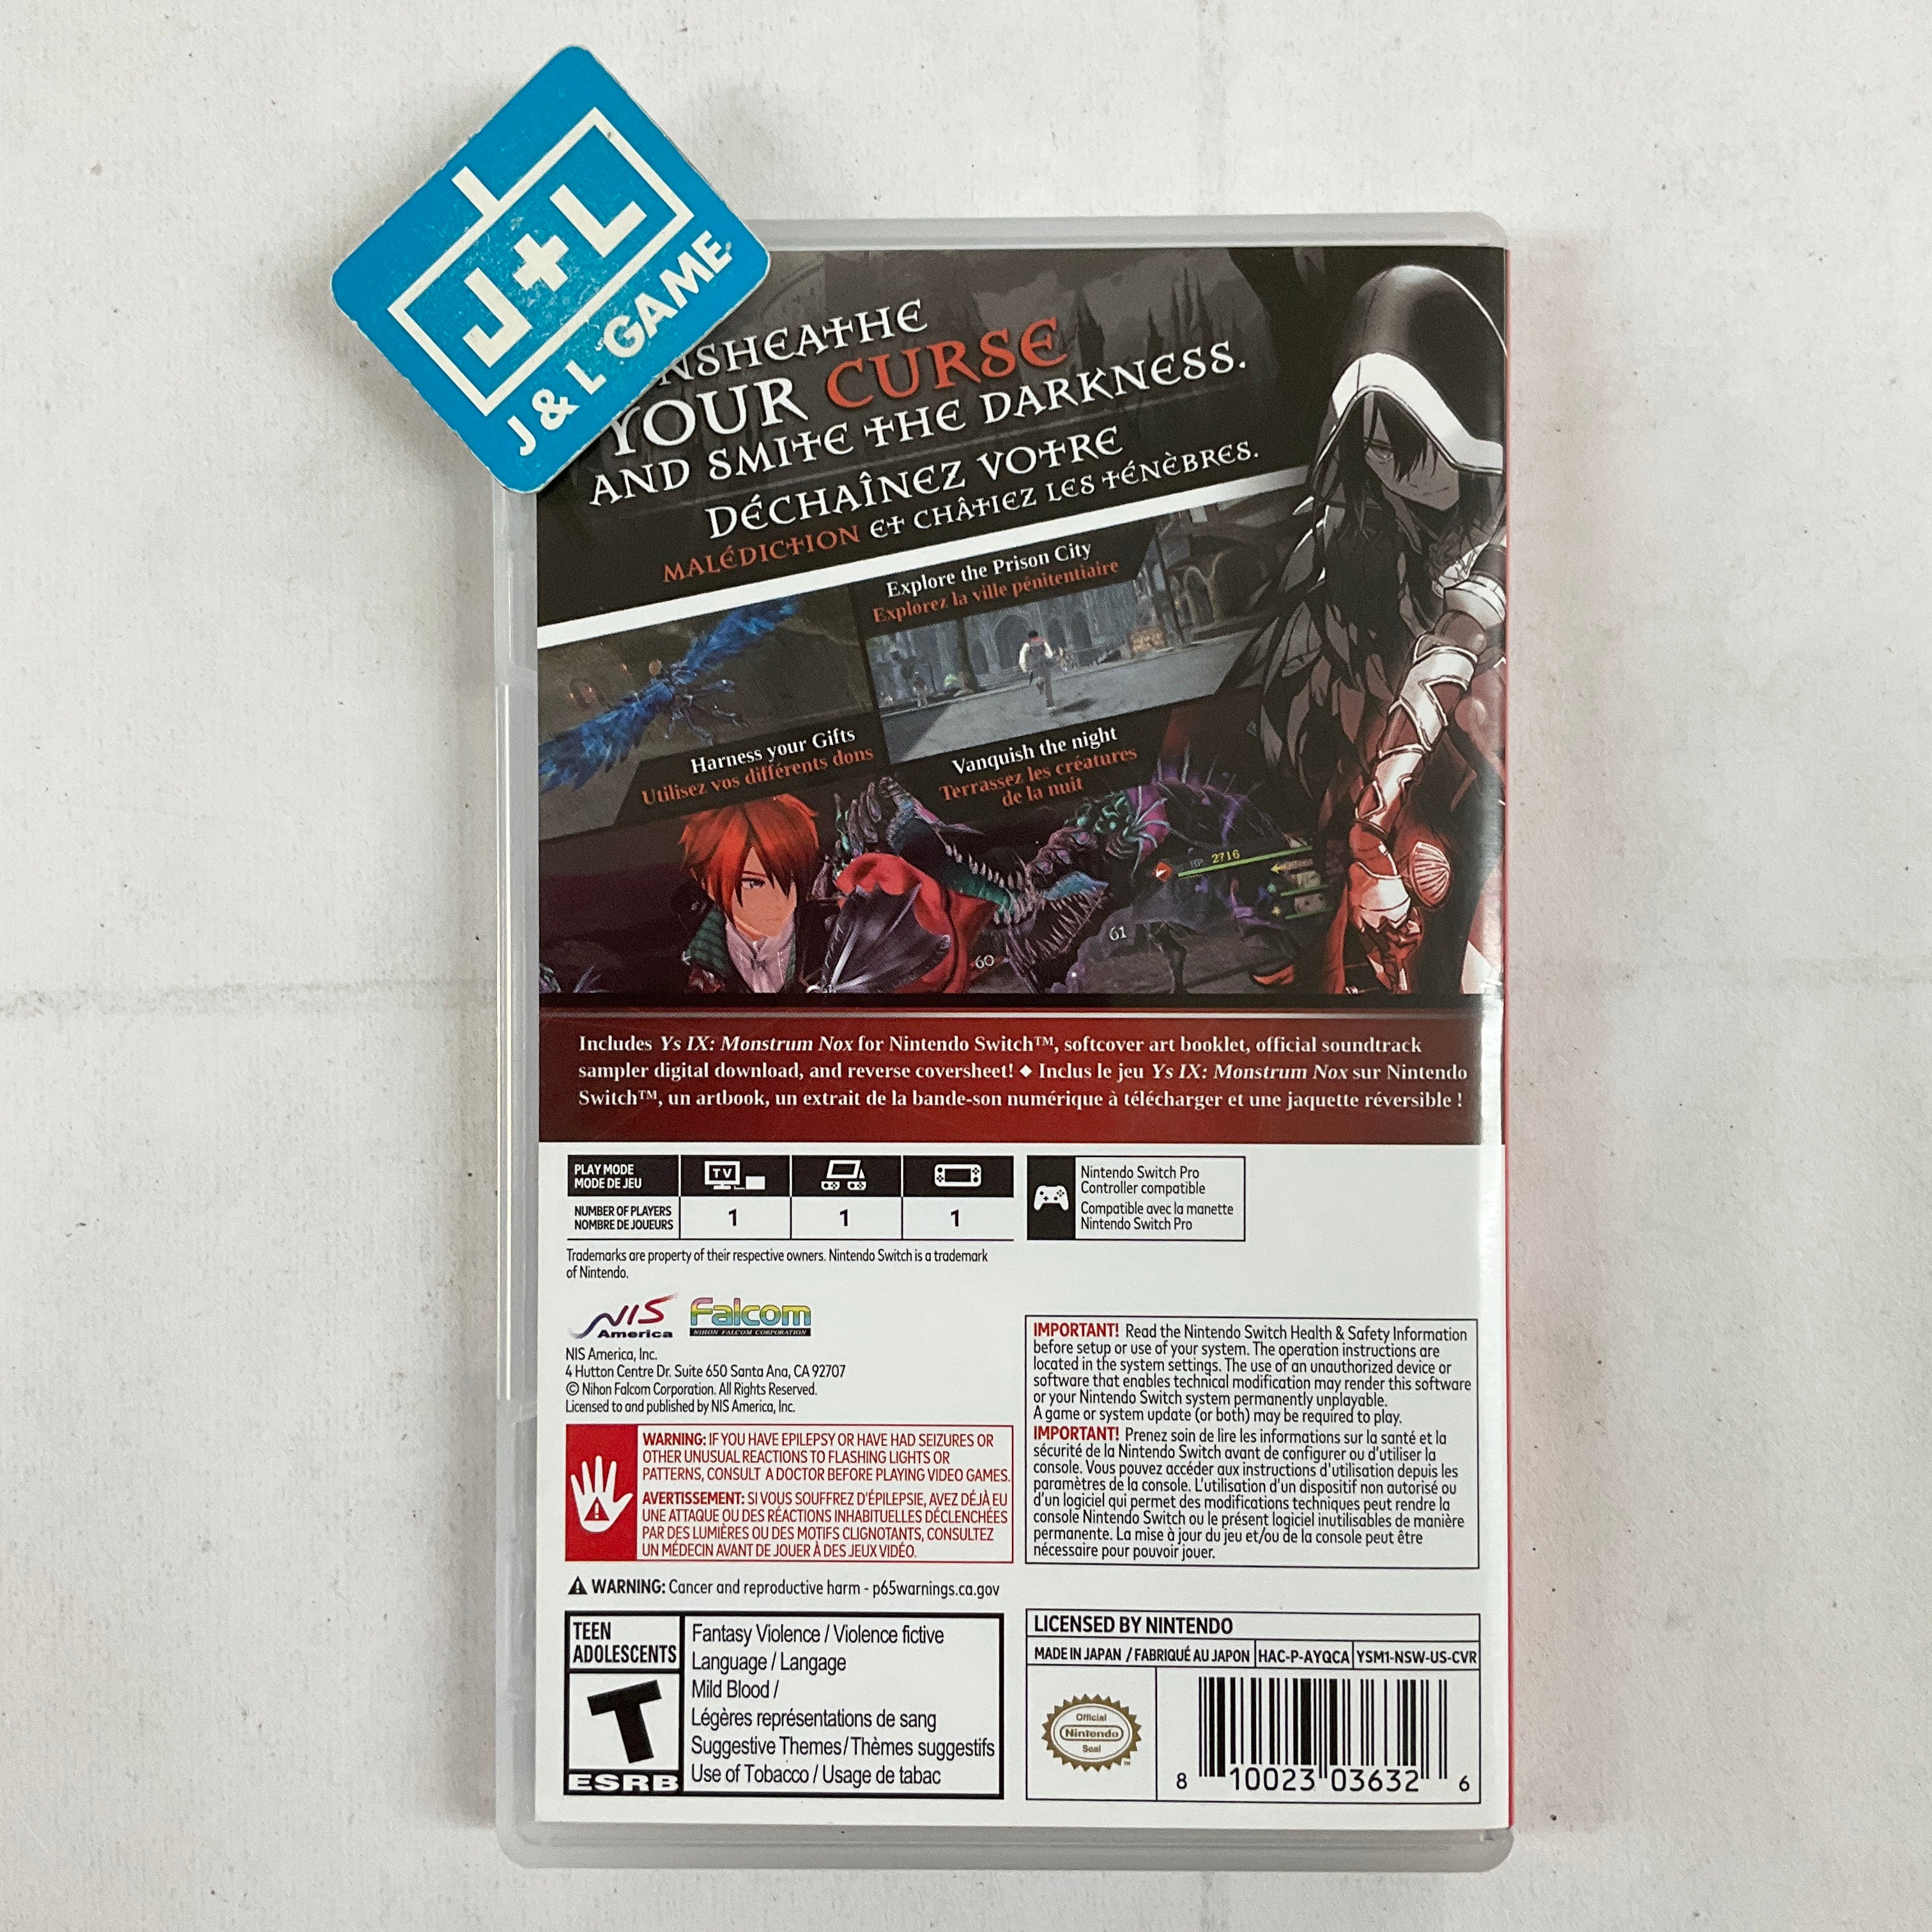 J+L
J & L GAME
NSHEATHE
YOUR CURSE
AND SMITE THE DARKNESS.
DÉCHAÎNEZ VOTRE
MALÉDICTION ET CHÂTIEZ LES TÉNÈBRES.
Explore the Prison City
Explorez la ville pénitentiaire
Harness your Gifts
Utilisez vos différents dons
Vanquish the night
Terrassez les créatures
de la nuit
HP 2716
61
60
Includes Ys IX: Monstrum Nox for Nintendo Switch™, softcover art booklet, official soundtrack
sampler digital download, and reverse coversheet! ◆ Inclus le jeu Ys IX: Monstrum Nox sur Nintendo
Switch™, un artbook, un extrait de la bande-son numérique à télécharger et une jaquette réversible !
PLAY MODE
MODE DE JEU
TV
NUMBER OF PLAYERS
NOMBRE DE JOUEURS
1 1 1
Nintendo Switch Pro
Controller compatible
Compatible avec la manette
Nintendo Switch Pro
Trademarks are property of their respective owners. Nintendo Switch is a trademark
of Nintendo.
NIS
America
Falcom
NIHON FALCOM CORPORATION
NIS America, Inc.
4 Hutton Centre Dr. Suite 650 Santa Ana, CA 92707
© Nihon Falcom Corporation. All Rights Reserved.
Licensed to and published by NIS America, Inc.
WARNING: IF YOU HAVE EPILEPSY OR HAVE HAD SEIZURES OR
OTHER UNUSUAL REACTIONS TO FLASHING LIGHTS OR
PATTERNS, CONSULT A DOCTOR BEFORE PLAYING VIDEO GAMES.
AVERTISSEMENT: SI VOUS SOUFFREZ D'ÉPILEPSIE, AVEZ DÉJÀ EU
UNE ATTAQUE OU DES RÉACTIONS INHABITUELLES DÉCLENCHÉES
PAR DES LUMIÈRES OU DES MOTIFS CLIGNOTANTS, CONSULTEZ
UN MÉDECIN AVANT DE JOUER À DES JEUX VIDÉO.
IMPORTANT! Read the Nintendo Switch Health & Safety Information
before setup or use of your system. The operation instructions are
located in the system settings. The use of an unauthorized device or
software that enables technical modification may render this software
or your Nintendo Switch system permanently unplayable.
A game or system update (or both) may be required to play.
IMPORTANT! Prenez soin de lire les informations sur la santé et la
sécurité de la Nintendo Switch avant de configurer ou d'utiliser la
console. Vous pouvez accéder aux instructions d'utilisation depuis les
paramètres de la console. L'utilisation d'un dispositif non autorisé ou
d'un logiciel qui permet des modifications techniques peut rendre la
console Nintendo Switch ou le présent logiciel inutilisables de manière
permanente. La mise à jour du jeu et/ou de la console peut être
nécessaire pour pouvoir jouer.
WARNING: Cancer and reproductive harm - p65warnings.ca.gov
TEEN
ADOLESCENTS
T
ESRB
Fantasy Violence / Violence fictive
Language / Langage
Mild Blood /
Légères représentations de sang
Suggestive Themes / Thèmes suggestifs
Use of Tobacco / Usage de tabac
LICENSED BY NINTENDO
MADE IN JAPAN / FABRIQUÉ AU JAPON HAC-P-AYQCA YSM1-NSW-US-CVR
Official
Nintendo
Seal
8 10023 03632 6